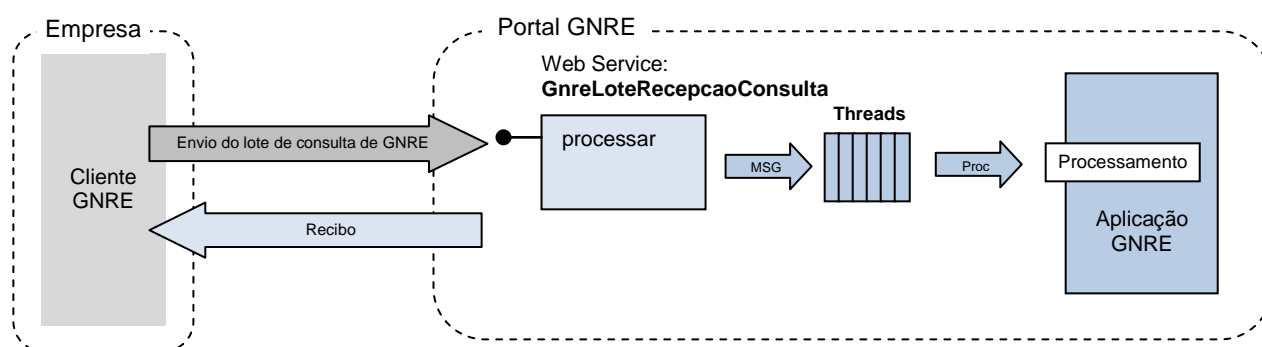 Empresa
Portal GNRE
Web Service:
GnreLoteRecepcaoConsulta
Threads
Envio do lote de consulta de GNRE
processar
MSG
Proc
Processamento
Cliente
GNRE
Recibo
Aplicação
GNRE